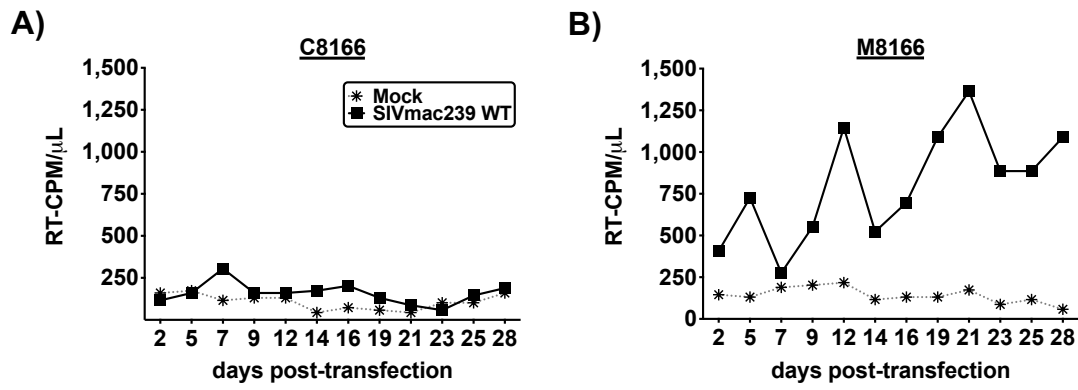 A)
C8166
1,500
1,250
1,000
750
500
250
RT-CPM/μL
Mock
SIVmac239 WT
2 5 7 9 12 14 16 19 21 23 25 28
days post-transfection
B)
M8166
1,500
1,250
1,000
750
500
250
0
RT-CPM/μL
2 5 7 9 12 14 16 19 21 23 25 28
days post-transfection